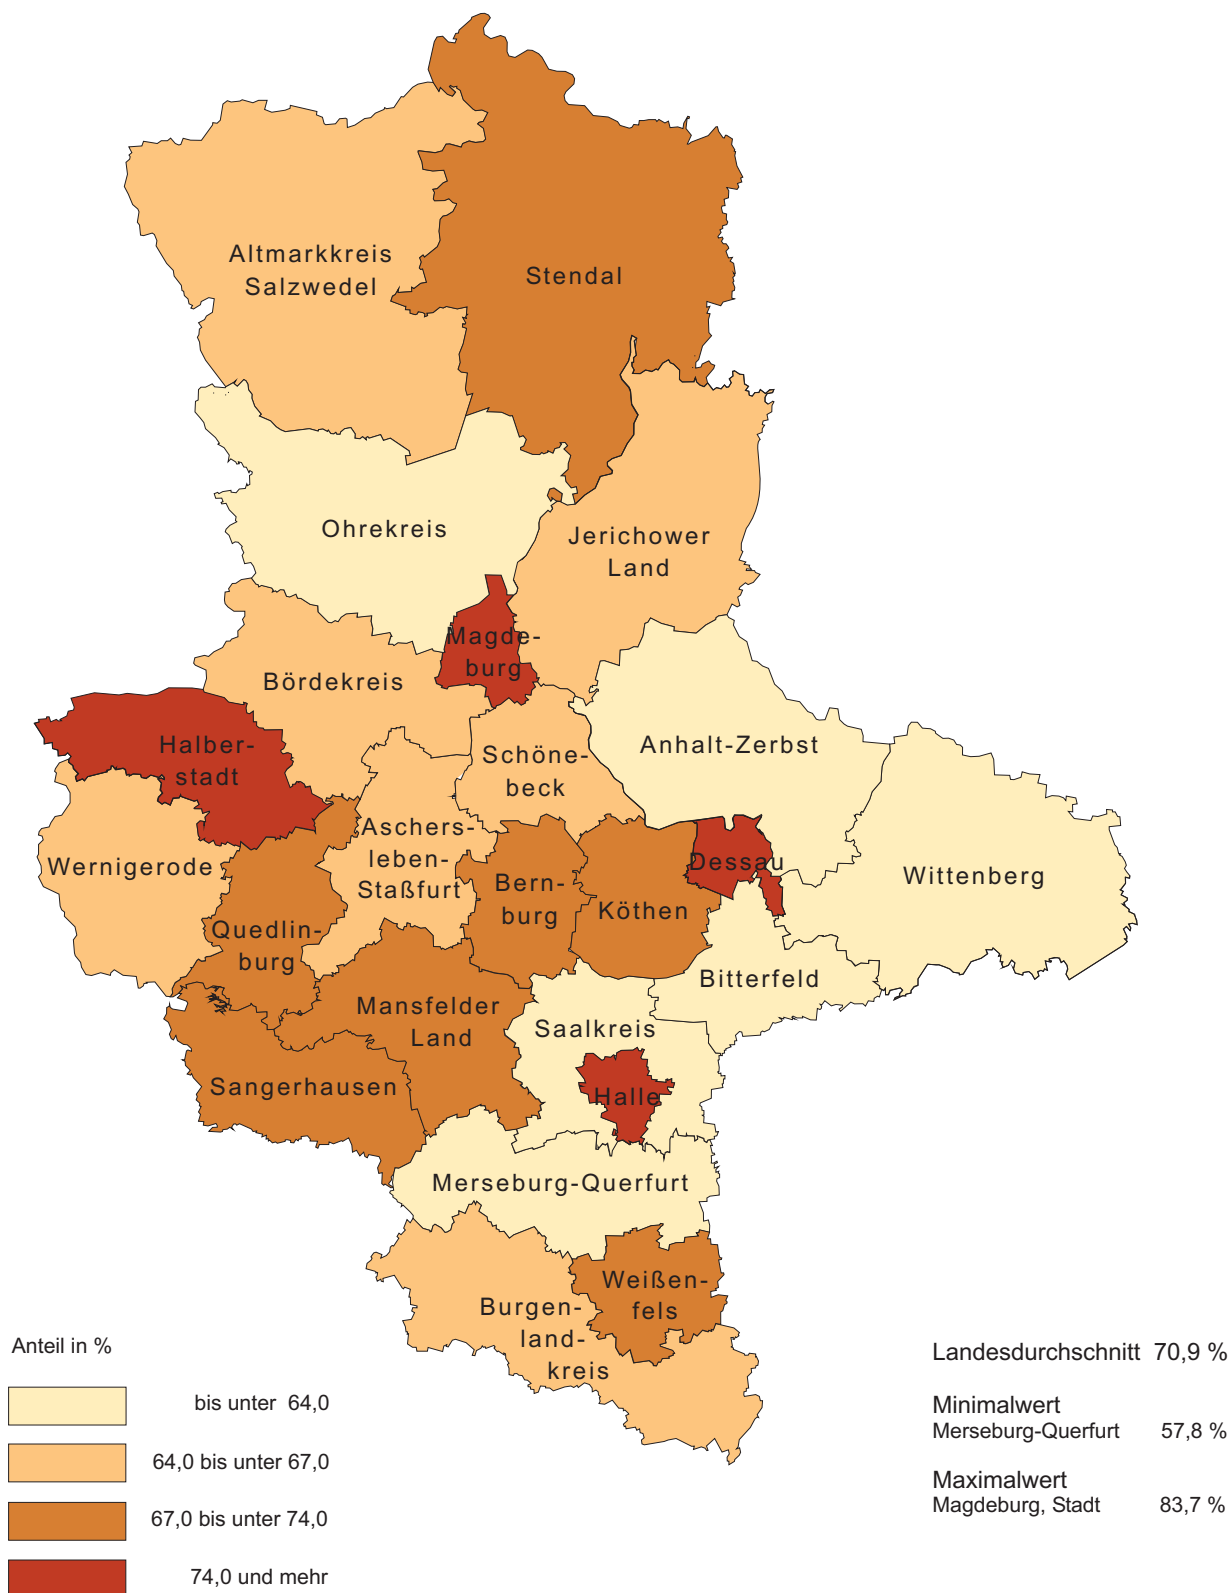 Altmarkkreis
Salzwedel
Stendal
Ohrekreis
Jerichower
Land
Magde-
burg
Bördekreis
Halber-
stadt
Schöne-
beck
Anhalt-Zerbst
Wernigerode
Aschers-
leben-
Staßfurt
Bern-
burg
Köthen
Dessau
Wittenberg
Quedlin-
burg
Bitterfeld
Mansfelder
Land
Saalkreis
Sangerhausen
Halle
Merseburg-Querfurt
Weißen-
fels
Burgen-
land-
kreis
Anteil in %
bis unter 64,0
64,0 bis unter 67,0
67,0 bis unter 74,0
74,0 und mehr
Landesdurchschnitt 70,9 %
Minimalwert
Merseburg-Querfurt 57,8 %
Maximalwert
Magdeburg, Stadt 83,7 %